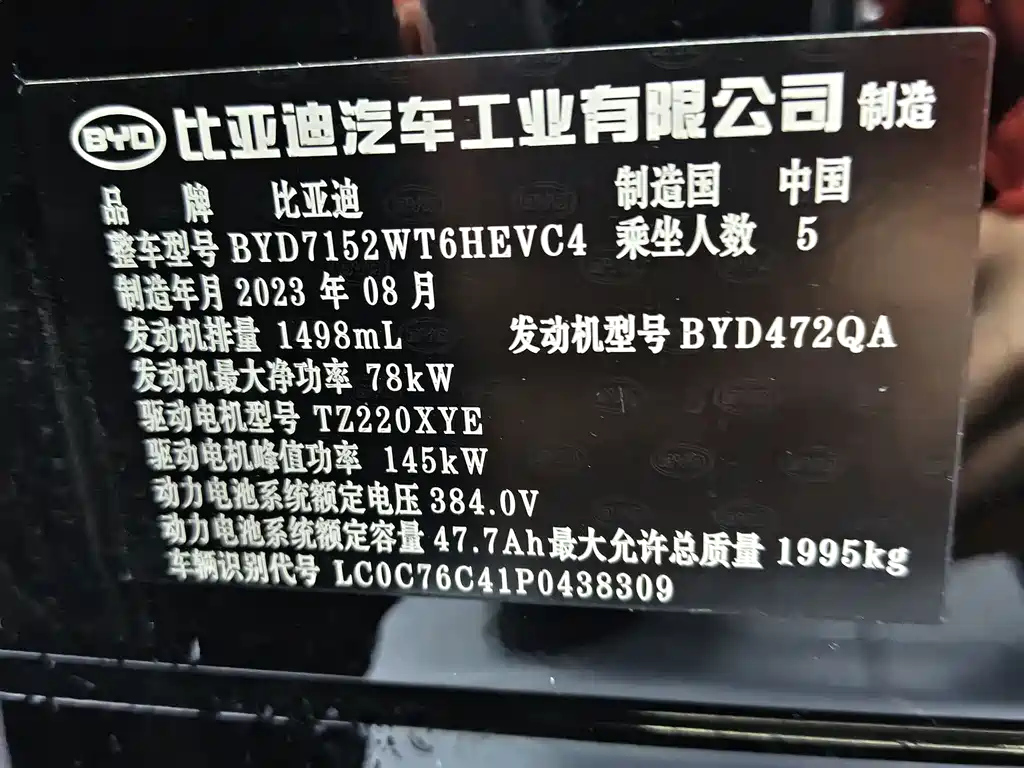 BYD 比亚迪汽车工业有限公司 制造
品 牌 比亚迪 制造国 中国
整车型号 BYD7152WT6HEVC4 乘坐人数 5
制造年月 2023 年 08 月
发动机排量 1498mL 发动机型号 BYD472QA
发动机最大净功率 78kW
驱动电机型号 TZ220XYE
驱动电机峰值功率 145kW
动力电池系统额定电压 384.0V
动力电池系统额定容量 47.7Ah 最大允许总质量 1995kg
车辆识别代号 LC0C76C41P0438309